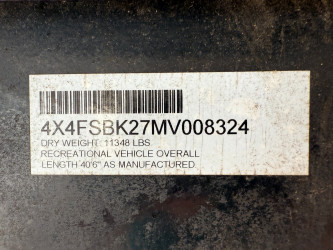 4X4FSBK27MV008324
DRY WEIGHT: 11348 LBS.
RECREATIONAL VEHICLE OVERALL
LENGTH 40'6" AS MANUFACTURED.